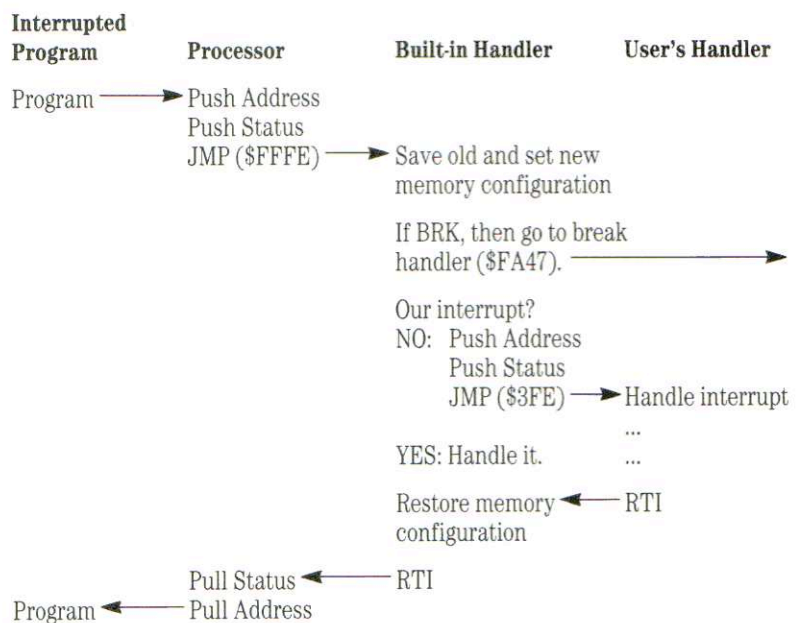 Interrupted
Program Processor Built-in Handler User's Handler
Program Push Address
Push Status
JMP ($FFFE) Save old and set new
memory configuration
If BRK, then go to break
handler ($FA47).
Our interrupt?
NO: Push Address
Push Status
JMP ($3FE) Handle interrupt
...
YES: Handle it. ...
Restore memory RTI
configuration
Pull Status RTI
Program Pull Address